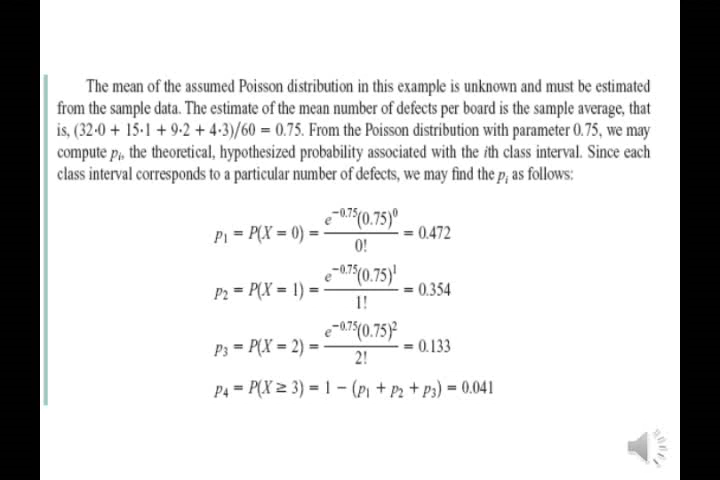 The mean of the assumed Poisson distribution in this example is unknown and must be estimated
from the sample data. The estimate of the mean number of defects per board is the sample average, that
is, (32·0 + 15·1 + 9·2 + 4·3)/60 = 0.75. From the Poisson distribution with parameter 0.75, we may
compute pᵢ, the theoretical, hypothesized probability associated with the ith class interval. Since each
class interval corresponds to a particular number of defects, we may find the pᵢ as follows:
p₁ = P(X = 0) = e⁻⁰·⁷⁵(0.75)⁰ / 0! = 0.472
p₂ = P(X = 1) = e⁻⁰·⁷⁵(0.75)¹ / 1! = 0.354
p₃ = P(X = 2) = e⁻⁰·⁷⁵(0.75)² / 2! = 0.133
p₄ = P(X ≥ 3) = 1 − (p₁ + p₂ + p₃) = 0.041